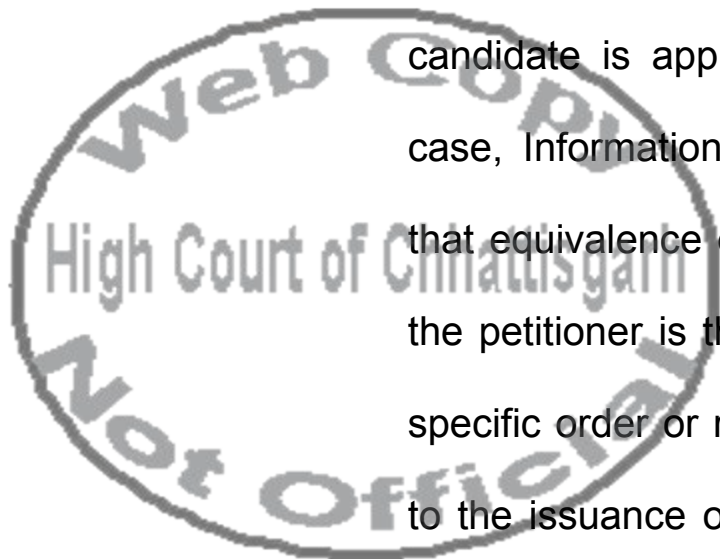 Web Copy
candidate is app
case, Information
High Court of Chhattisgarh
that equivalence
the petitioner is th
specific order or
to the issuance o
Not Official